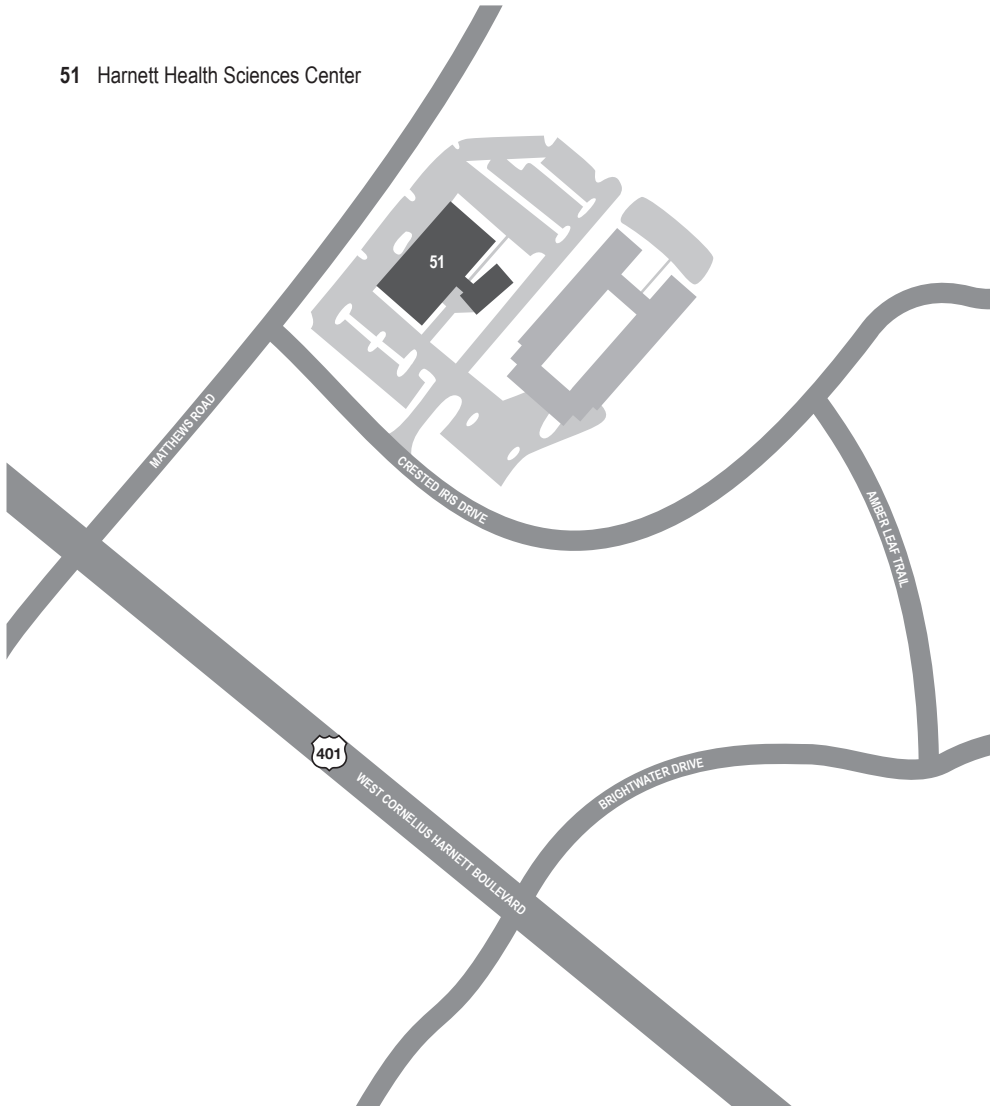 51 Harnett Health Sciences Center
51
MATTHEWS ROAD
CRESTED IRIS DRIVE
AMBER LEAF TRAIL
401
WEST CORNELIUS HARNETT BOULEVARD
BRIGHTWATER DRIVE